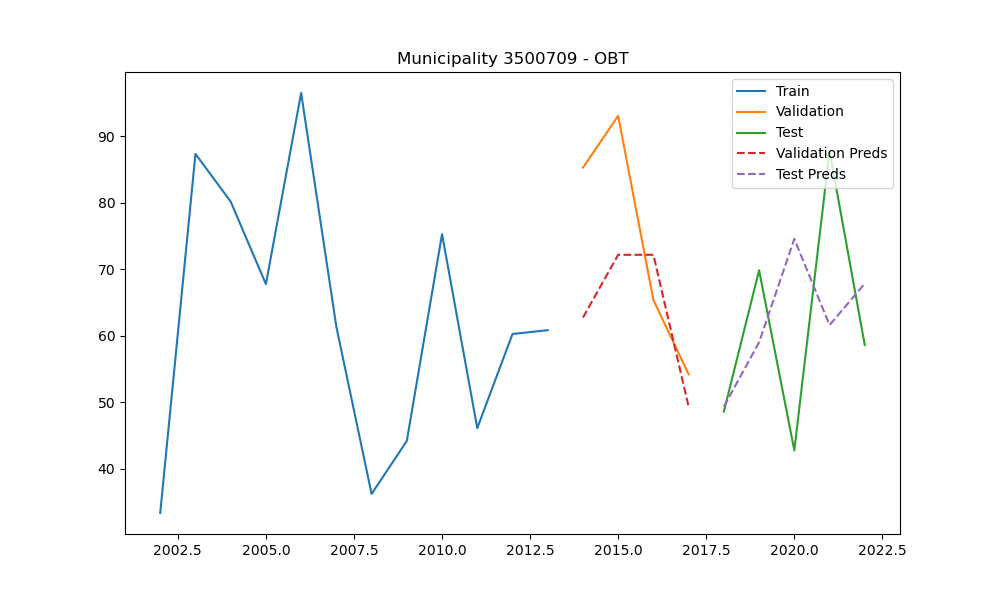 Municipality 3500709 - OBT
Train
Validation
Test
Validation Preds
Test Preds
90
80
70
60
50
40
2002.5 2005.0 2007.5 2010.0 2012.5 2015.0 2017.5 2020.0 2022.5